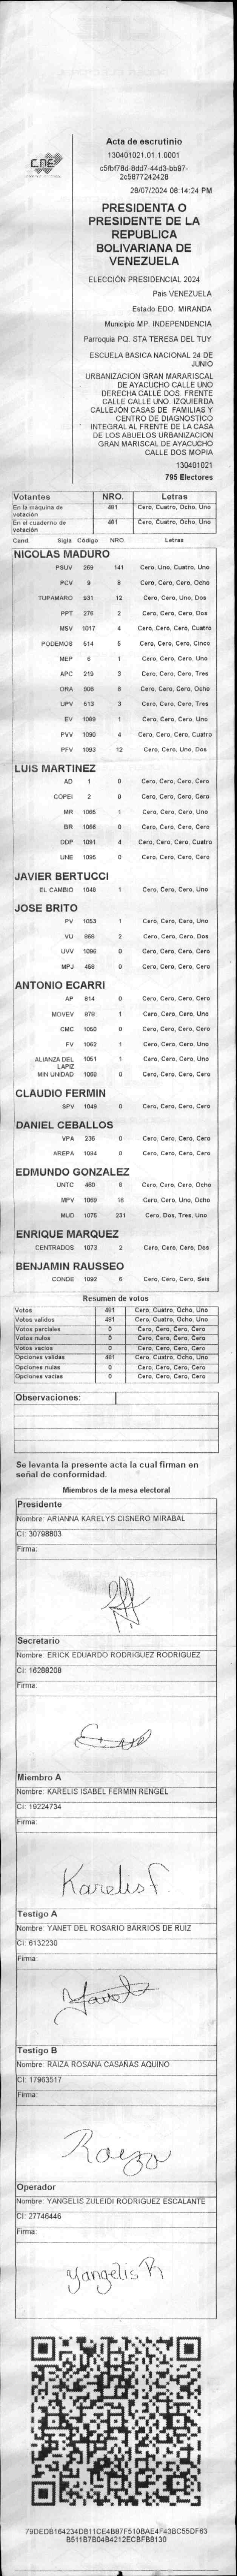 CNE
Acta de escrutinio
130401021.01.1.0001
c5fbf78d-8dd7-44d3-bb97-
2c5877242428
28/07/2024 08:14:24 PM
PRESIDENTA O
PRESIDENTE DE LA
REPUBLICA
BOLIVARIANA DE
VENEZUELA
ELECCIÓN PRESIDENCIAL 2024
Pais VENEZUELA
Estado EDO. MIRANDA
Municipio MP. INDEPENDENCIA
Parroquia PQ. STA TERESA DEL TUY
ESCUELA BASICA NACIONAL 24 DE
JUNIO
URBANIZACION GRAN MARARISCAL
DE AYACUCHO CALLE UNO
DERECHA CALLE DOS. FRENTE
CALLE CALLE UNO. IZQUIERDA
CALLEJON CASAS DE FAMILIAS Y
CENTRO DE DIAGNOSTICO
INTEGRAL AL FRENTE DE LA CASA
DE LOS ABUELOS URBANIZACION
GRAN MARISCAL DE AYACUCHO
CALLE DOS MOPIA
130401021
795 Electores
Votantes NRO. Letras
En la máquina de votación 481 Cero, Cuatro, Ocho, Uno
En el cuaderno de votación 481 Cero, Cuatro, Ocho, Uno
Cand. Sigla Código NRO. Letras
NICOLAS MADURO
PSUV 269 141 Cero, Uno, Cuatro, Uno
PCV 9 8 Cero, Cero, Cero, Ocho
TUPAMARO 931 12 Cero, Cero, Uno, Dos
PPT 276 2 Cero, Cero, Cero, Dos
MSV 1017 4 Cero, Cero, Cero, Cuatro
PODEMOS 514 5 Cero, Cero, Cero, Cinco
MEP 6 1 Cero, Cero, Cero, Uno
APC 219 3 Cero, Cero, Cero, Tres
ORA 906 8 Cero, Cero, Cero, Ocho
UPV 613 3 Cero, Cero, Cero, Tres
EV 1089 1 Cero, Cero, Cero, Uno
PVV 1090 4 Cero, Cero, Cero, Cuatro
PFV 1093 12 Cero, Cero, Uno, Dos
LUIS MARTINEZ
AD 1 0 Cero, Cero, Cero, Cero
COPEI 2 0 Cero, Cero, Cero, Cero
MR 1065 1 Cero, Cero, Cero, Uno
BR 1066 0 Cero, Cero, Cero, Cero
DDP 1091 4 Cero, Cero, Cero, Cuatro
UNE 1095 0 Cero, Cero, Cero, Cero
JAVIER BERTUCCI
EL CAMBIO 1048 1 Cero, Cero, Cero, Uno
JOSE BRITO
PV 1053 1 Cero, Cero, Cero, Uno
VU 868 2 Cero, Cero, Cero, Dos
UVV 1096 0 Cero, Cero, Cero, Cero
MPJ 458 0 Cero, Cero, Cero, Cero
ANTONIO ECARRI
AP 814 0 Cero, Cero, Cero, Cero
MOVEV 878 1 Cero, Cero, Cero, Uno
CMC 1050 0 Cero, Cero, Cero, Cero
FV 1062 1 Cero, Cero, Cero, Uno
ALIANZA DEL LAPIZ 1051 1 Cero, Cero, Cero, Uno
MIN UNIDAD 1068 0 Cero, Cero, Cero, Cero
CLAUDIO FERMIN
SPV 1049 0 Cero, Cero, Cero, Cero
DANIEL CEBALLOS
VPA 236 0 Cero, Cero, Cero, Cero
AREPA 1094 0 Cero, Cero, Cero, Cero
EDMUNDO GONZALEZ
UNTC 460 8 Cero, Cero, Cero, Ocho
MPV 1069 18 Cero, Cero, Uno, Ocho
MUD 1075 231 Cero, Dos, Tres, Uno
ENRIQUE MARQUEZ
CENTRADOS 1073 2 Cero, Cero, Cero, Dos
BENJAMIN RAUSSEO
CONDE 1092 6 Cero, Cero, Cero, Seis
Resumen de votos
Votos 481 Cero, Cuatro, Ocho, Uno
Votos validos 481 Cero, Cuatro, Ocho, Uno
Votos parciales 0 Cero, Cero, Cero, Cero
Votos nulos 0 Cero, Cero, Cero, Cero
Votos vacios 0 Cero, Cero, Cero, Cero
Opciones validas 481 Cero, Cuatro, Ocho, Uno
Opciones nulas 0 Cero, Cero, Cero, Cero
Opciones vacias 0 Cero, Cero, Cero, Cero
Observaciones:
Se levanta la presente acta la cual firman en
señal de conformidad.
Miembros de la mesa electoral
Presidente
Nombre: ARIANNA KARELYS CISNERO MIRABAL
CI: 30798803
Firma:
Secretario
Nombre: ERICK EDUARDO RODRIGUEZ RODRIGUEZ
CI: 16288208
Firma:
Miembro A
Nombre: KARELIS ISABEL FERMIN RENGEL
CI: 19224734
Firma:
Karelis F.
Testigo A
Nombre: YANET DEL ROSARIO BARRIOS DE RUIZ
CI: 6132230
Firma:
Testigo B
Nombre: RAIZA ROSANA CASAÑAS AQUINO
CI: 17963517
Firma:
Raiza
Operador
Nombre: YANGELIS ZULEIDI RODRIGUEZ ESCALANTE
CI: 27746446
Firma:
Yangelis R
79DEDB164234DB11CE4B87F510BAE4F43BC55DF63
B511B7B04B4212ECBFB8130